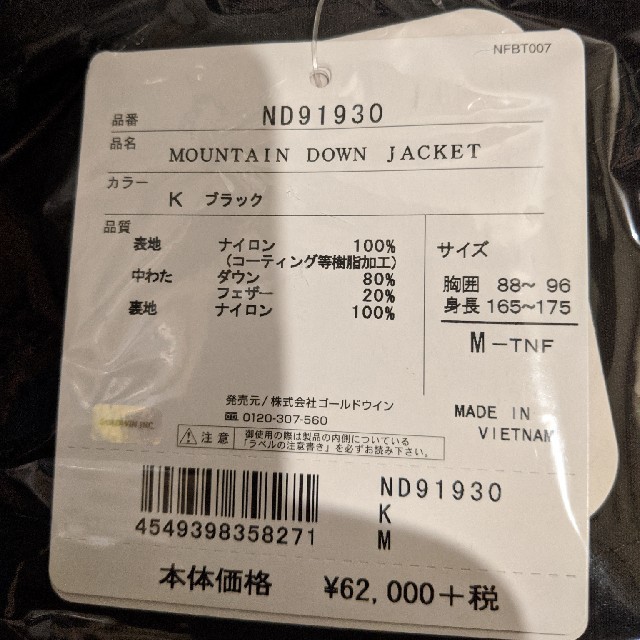 NFBT007
品番 ND91930
品名 MOUNTAIN DOWN JACKET
カラー K ブラック
品質
表地 ナイロン 100%
(コーティング等樹脂加工)
中わた ダウン 80%
フェザー 20%
裏地 ナイロン 100%
サイズ
胸囲 88〜 96
身長 165〜175
M-TNF
発売元/株式会社ゴールドウイン
0120-307-560
MADE IN
VIETNAM
注意 御使用の際は製品の内側についている
「ラベルの注意書き」を必ずお読み下さい。
4549398358271
ND91930
K
M
本体価格 ¥62,000+税